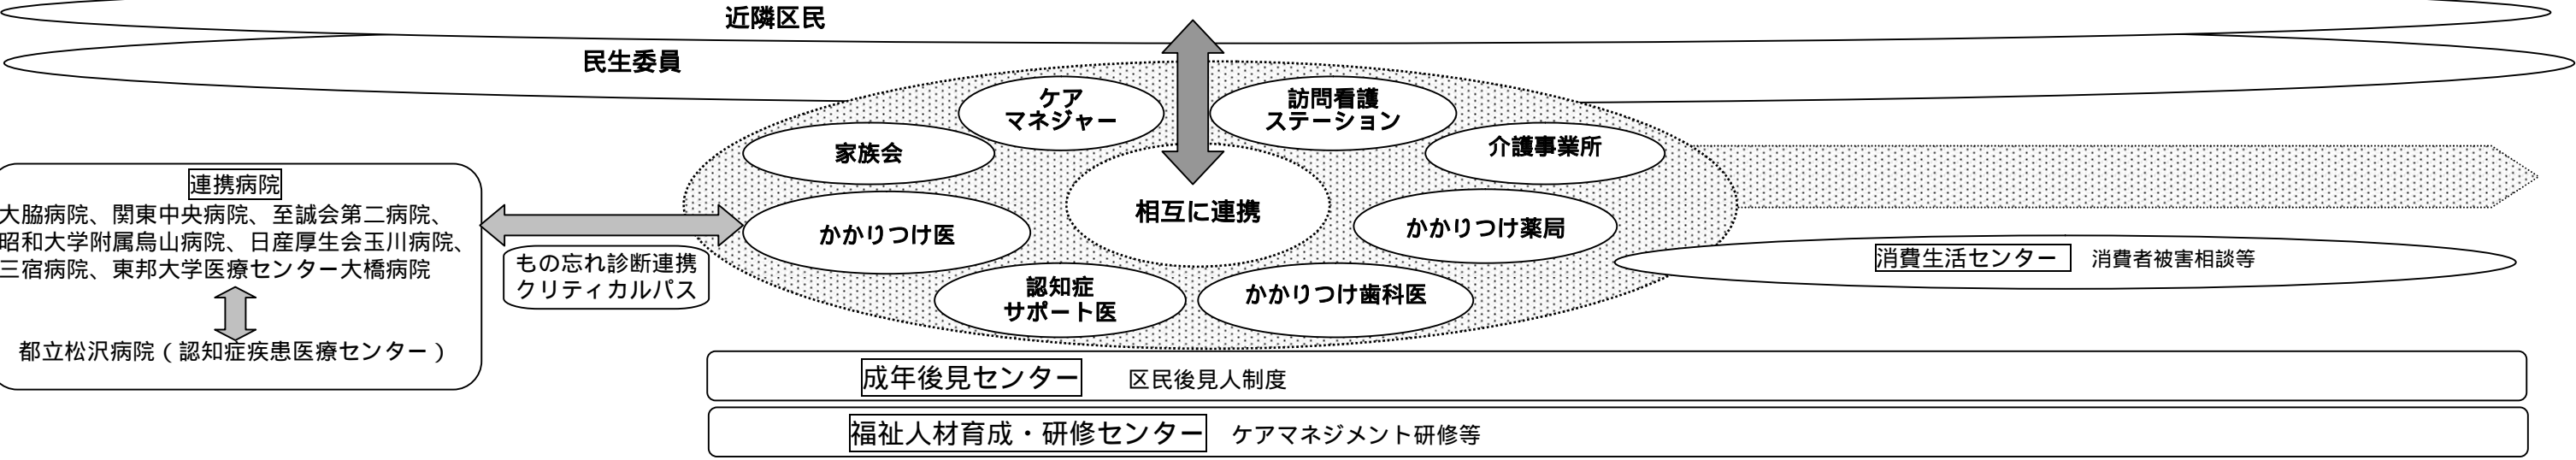 近隣区民
民生委員
ケア
マネジャー
訪問看護
ステーション
家族会
介護事業所
連携病院
大脇病院、関東中央病院、至誠会第二病院、
昭和大学附属烏山病院、日産厚生会玉川病院、
三宿病院、東邦大学医療センター大橋病院
都立松沢病院（認知症疾患医療センター）
相互に連携
かかりつけ医
かかりつけ薬局
もの忘れ診断連携
クリティカルパス
認知症
サポート医
かかりつけ歯科医
消費生活センター 消費者被害相談等
成年後見センター 区民後見人制度
福祉人材育成・研修センター ケアマネジメント研修等